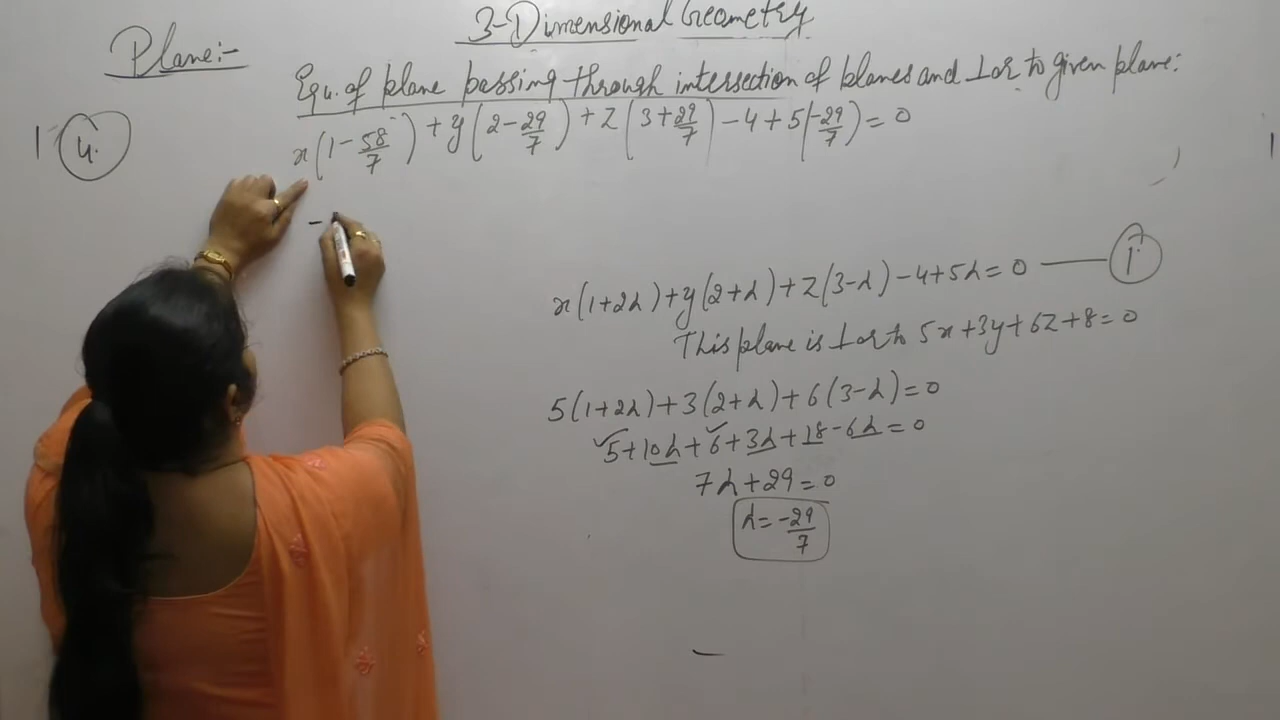 3-Dimensional Geometry
Plane:-
Equ. of plane passing through intersection of planes and ⊥ar to given plane:
4.
x(1-58/7)+y(2-29/7)+z(3+29/7)-4+5(-29/7)=0
-
x(1+2λ)+y(2+λ)+z(3-λ)-4+5λ=0 — 1.
This plane is ⊥ar to 5x+3y+6z+8=0
5(1+2λ)+3(2+λ)+6(3-λ)=0
5+10λ+6+3λ+18-6λ=0
7λ+29=0
λ=-29/7